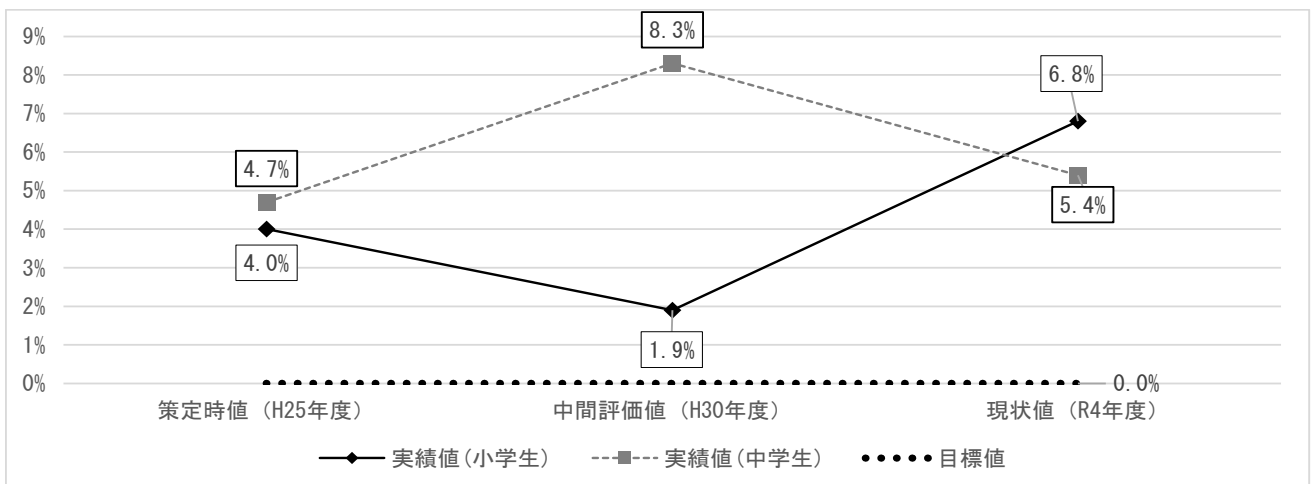 9%
8%
7%
6%
5%
4%
3%
2%
1%
0%
8.3%
6.8%
4.7%
5.4%
4.0%
1.9%
0.0%
策定時値（H25年度）
中間評価値（H30年度）
現状値（R4年度）
実績値(小学生)
実績値(中学生)
目標値